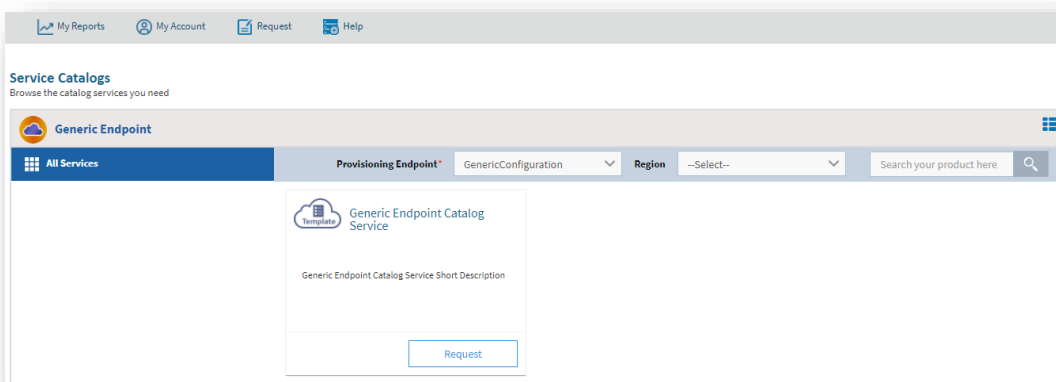 My Reports My Account Request Help
Service Catalogs
Browse the catalog services you need
Generic Endpoint
All Services Provisioning Endpoint* GenericConfiguration Region --Select-- Search your product here
Template
Generic Endpoint Catalog
Service
Generic Endpoint Catalog Service Short Description
Request